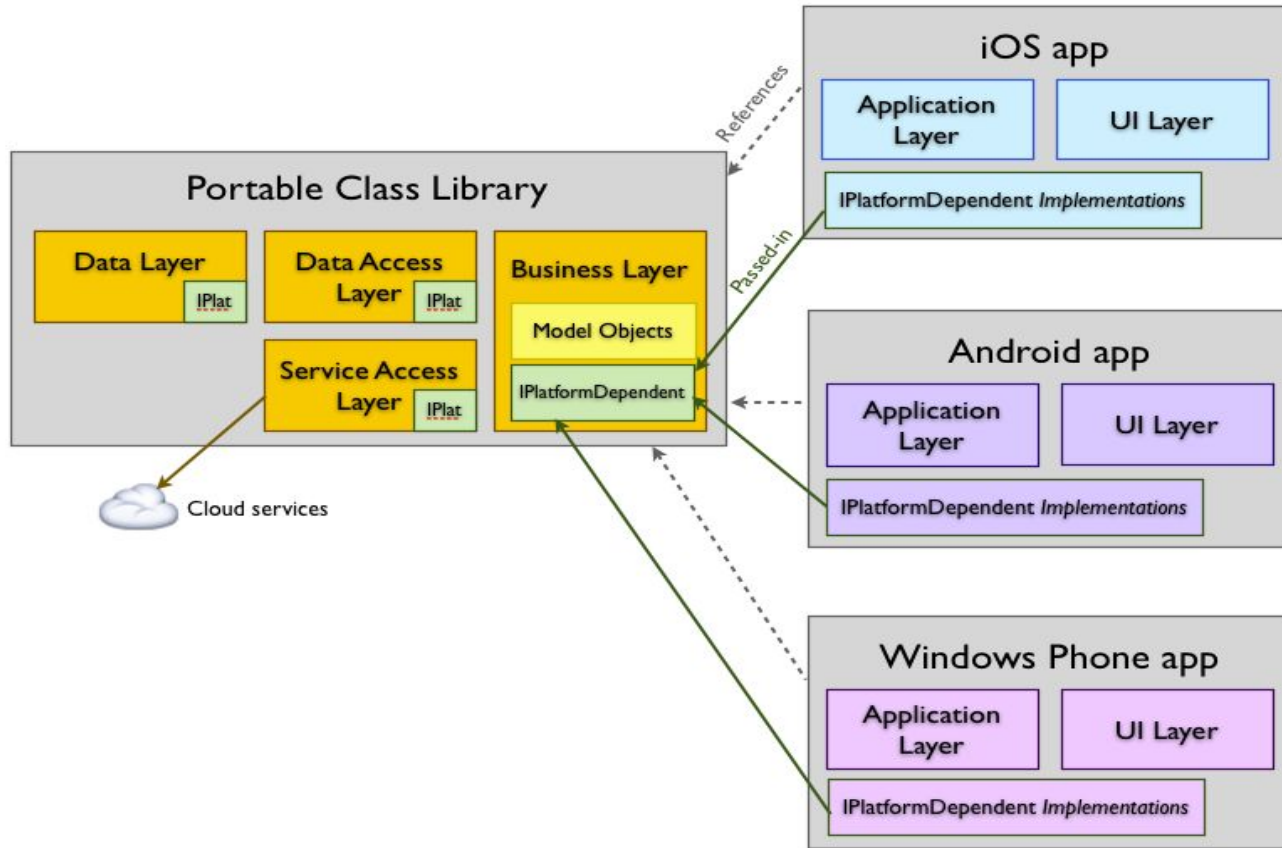 iOS app
Application
Layer
UI Layer
IPlatformDependent Implementations
References
Portable Class Library
Data Layer
IPlat
Data Access
Layer
IPlat
Business Layer
Model Objects
IPlatformDependent
Service Access
Layer
IPlat
Passed-in
Cloud services
Android app
Application
Layer
UI Layer
IPlatformDependent Implementations
Windows Phone app
Application
Layer
UI Layer
IPlatformDependent Implementations